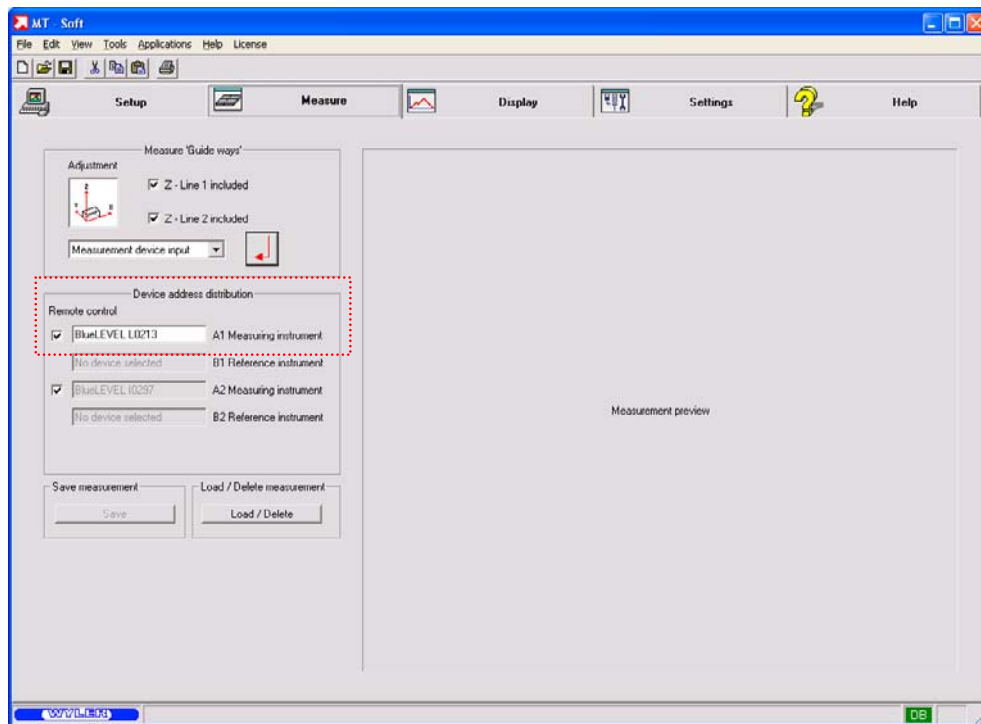 MT - Soft
File Edit View Tools Applications Help License
Setup Measure Display Settings Help
Measure 'Guide ways'
Adjustment
Z - Line 1 included
Z - Line 2 included
Measurement device input
Device address distribution
Remote control
BlueLEVEL L0213 A1 Measuring instrument
No device selected B1 Reference instrument
BlueLEVEL I0297 A2 Measuring instrument
No device selected B2 Reference instrument
Measurement preview
Save measurement Load / Delete measurement
Save Load / Delete
WYLER DB